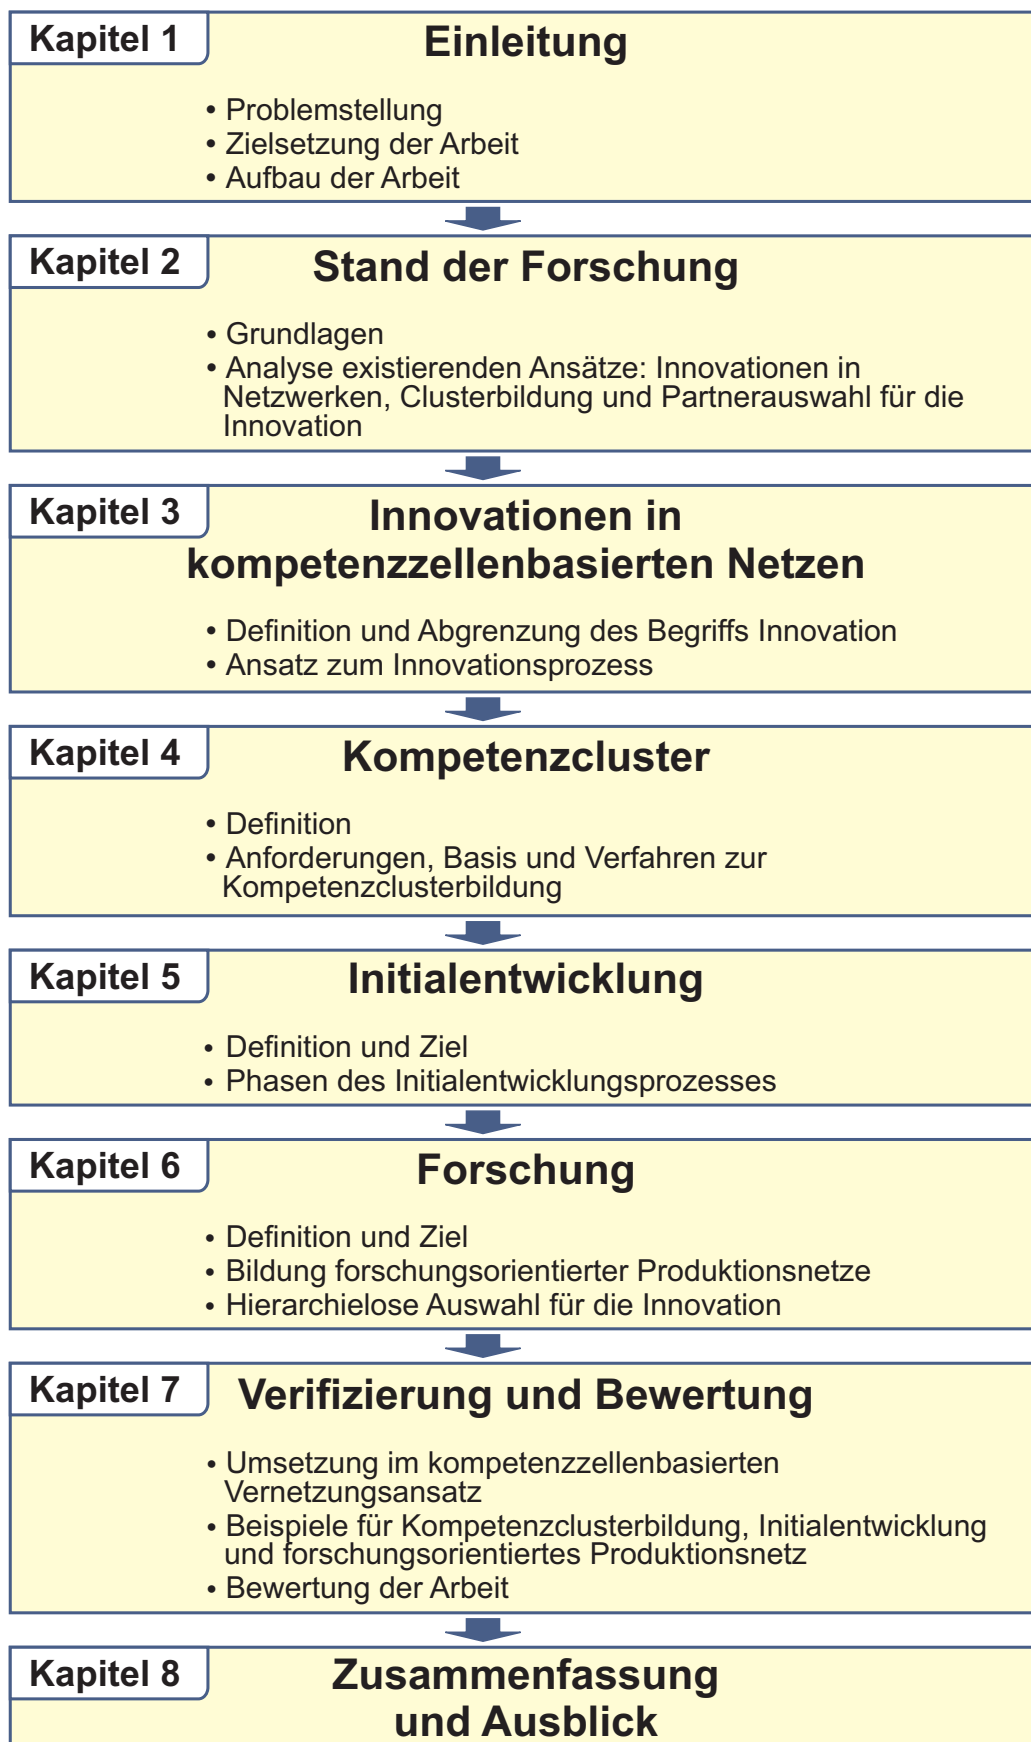 Kapitel 1
Einleitung
• Problemstellung
• Zielsetzung der Arbeit
• Aufbau der Arbeit
Kapitel 2
Stand der Forschung
• Grundlagen
• Analyse existierenden Ansätze: Innovationen in
Netzwerken, Clusterbildung und Partnerauswahl für die
Innovation
Kapitel 3
Innovationen in
kompetenzzellenbasierten Netzen
• Definition und Abgrenzung des Begriffs Innovation
• Ansatz zum Innovationsprozess
Kapitel 4
Kompetenzcluster
• Definition
• Anforderungen, Basis und Verfahren zur
Kompetenzclusterbildung
Kapitel 5
Initialentwicklung
• Definition und Ziel
• Phasen des Initialentwicklungsprozesses
Kapitel 6
Forschung
• Definition und Ziel
• Bildung forschungsorientierter Produktionsnetze
• Hierarchielose Auswahl für die Innovation
Kapitel 7
Verifizierung und Bewertung
• Umsetzung im kompetenzzellenbasierten
Vernetzungsansatz
• Beispiele für Kompetenzclusterbildung, Initialentwicklung
und forschungsorientiertes Produktionsnetz
• Bewertung der Arbeit
Kapitel 8
Zusammenfassung
und Ausblick